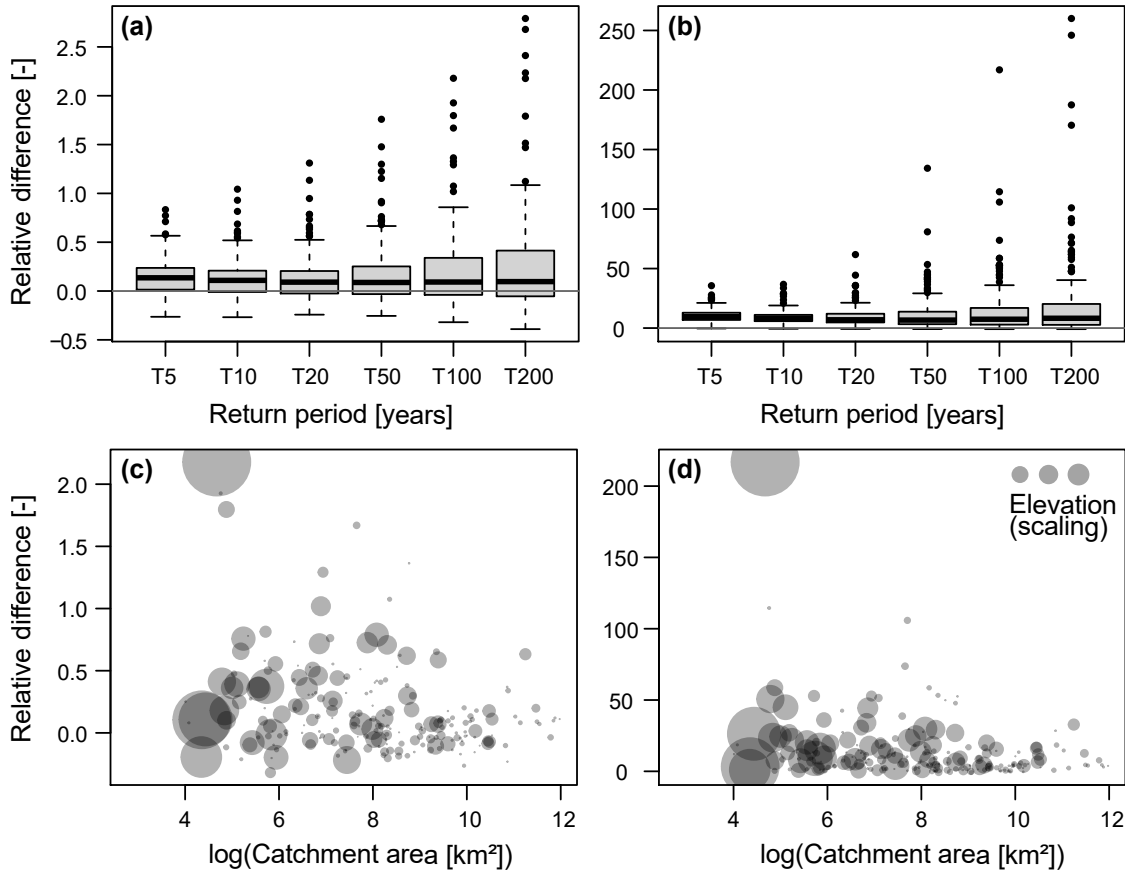 (a)
Relative difference [-]
2.5
2.0
1.5
1.0
0.5
0.0
−0.5
T5 T10 T20 T50 T100 T200
Return period [years]
(b)
Relative difference [-]
250
200
150
100
50
0
T5 T10 T20 T50 T100 T200
Return period [years]
(c)
Relative difference [-]
2.0
1.5
1.0
0.5
0.0
4 6 8 10 12
log(Catchment area [km²])
(d)
Elevation
(scaling)
Relative difference [-]
200
150
100
50
0
4 6 8 10 12
log(Catchment area [km²])